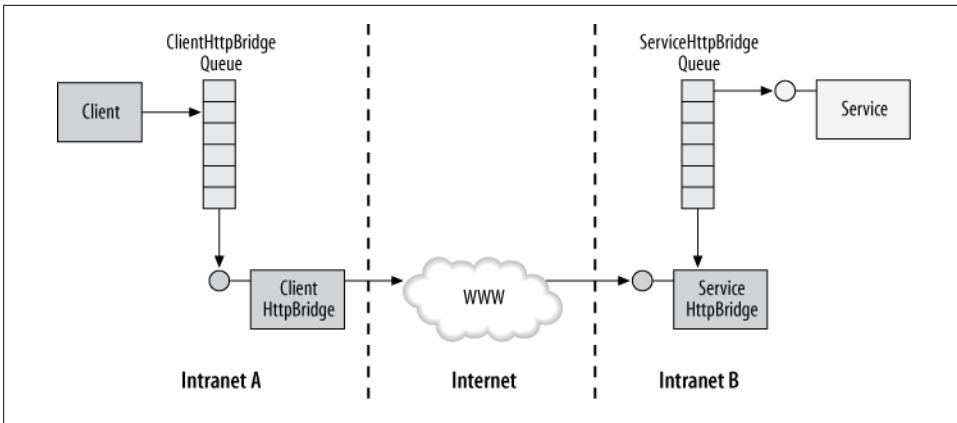 ClientHttpBridge
Queue
ServiceHttpBridge
Queue
Client
Service
Client
HttpBridge
WWW
Service
HttpBridge
Intranet A
Internet
Intranet B